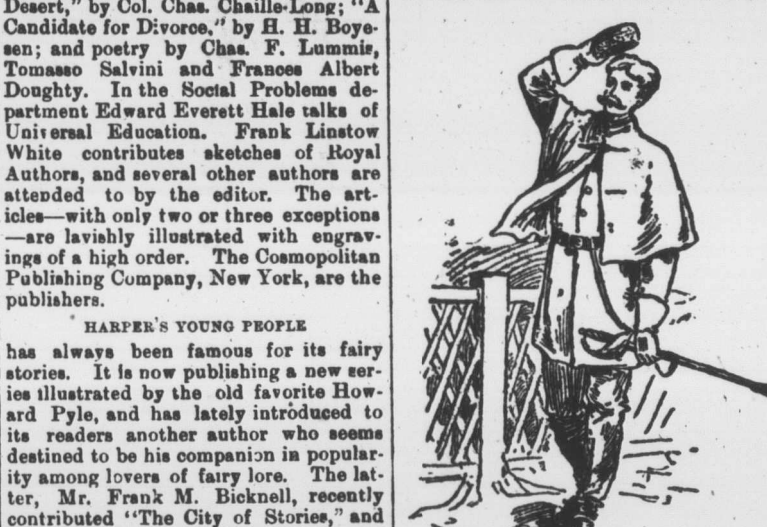 Desert," by Col. Chas. Chaille-Long; "A
Candidate for Divorce," by H. H. Boye-
sen; and poetry by Chas. F. Lummis,
Tomasso Salvini and Frances Albert
Doughty. In the Social Problems de-
partment Edward Everett Hale talks of
Universal Education. Frank Linstow
White contributes sketches of Royal
Authors, and several other authors are
attended to by the editor. The art-
icles—with only two or three exceptions
—are lavishly illustrated with engrav-
ings of a high order. The Cosmopolitan
Publishing Company, New York, are the
publishers.
HARPER'S YOUNG PEOPLE
has always been famous for its fairy
stories. It is now publishing a new ser-
ies illustrated by the old favorite How-
ard Pyle, and has lately introduced to
its readers another author who seems
destined to be his companion in popular-
ity among lovers of fairy lore. The lat-
ter, Mr. Frank M. Bicknell, recently
contributed "The City of Stories," and